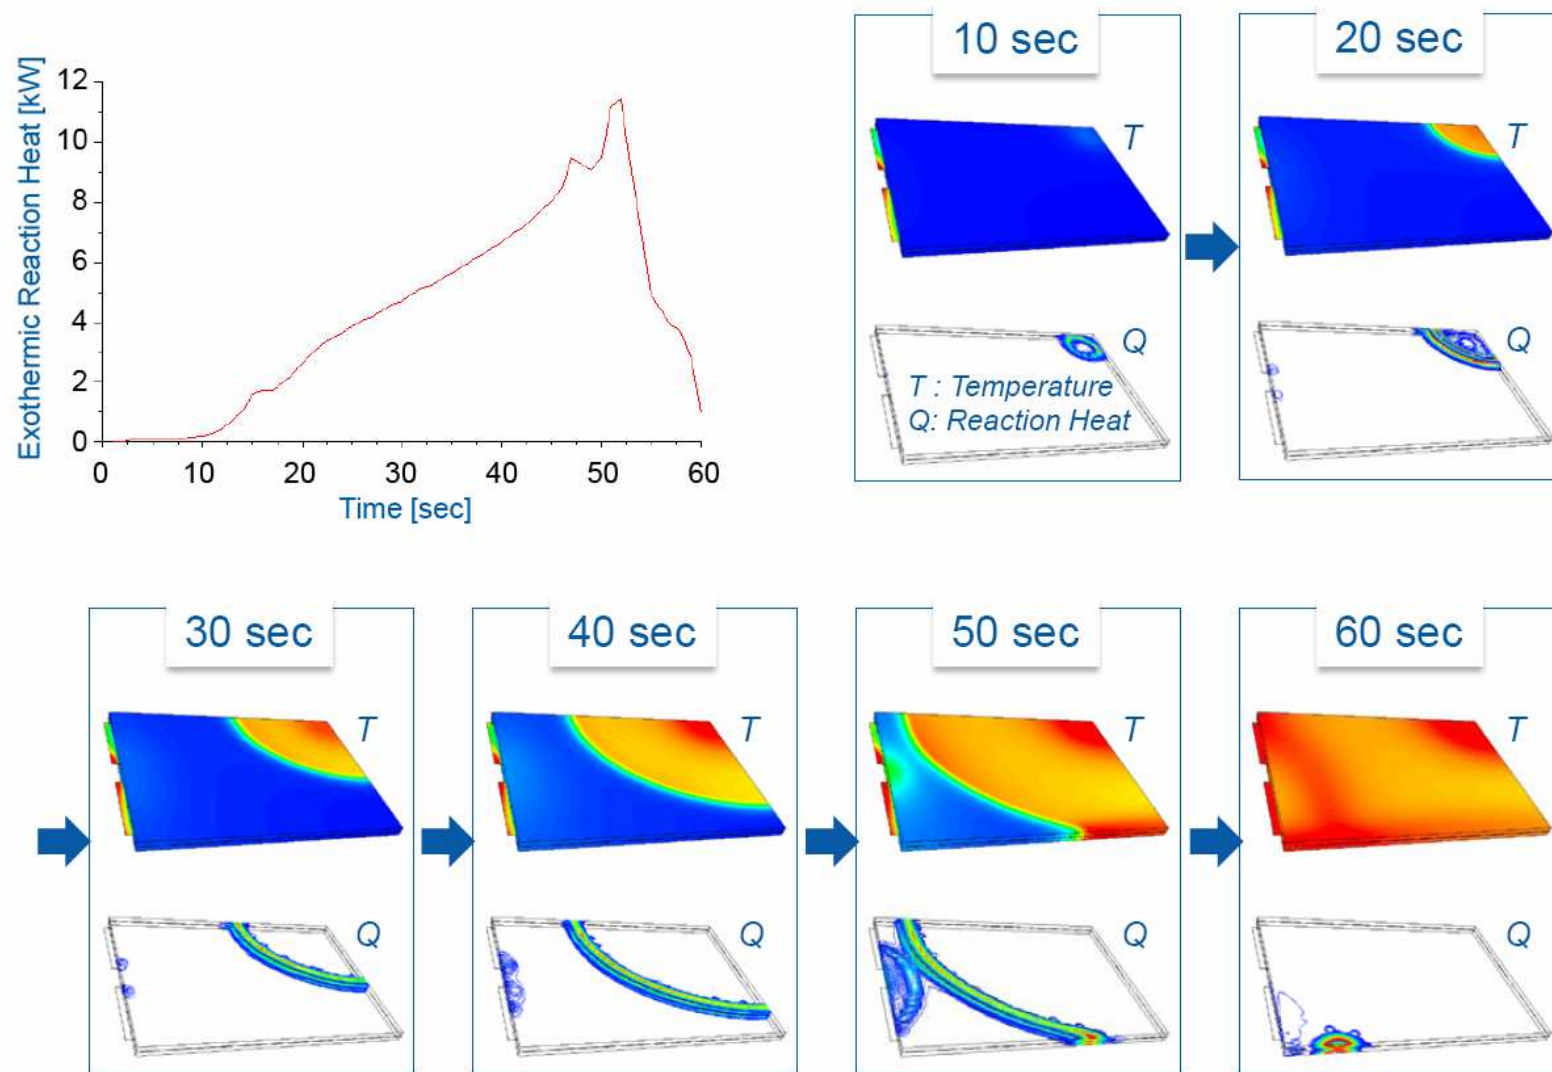 Exothermic Reaction Heat [kW]
12
10
8
6
4
2
0
0 10 20 30 40 50 60
Time [sec]
10 sec
T
Q
T : Temperature
Q: Reaction Heat
20 sec
T
Q
30 sec
T
Q
40 sec
T
Q
50 sec
T
Q
60 sec
T
Q